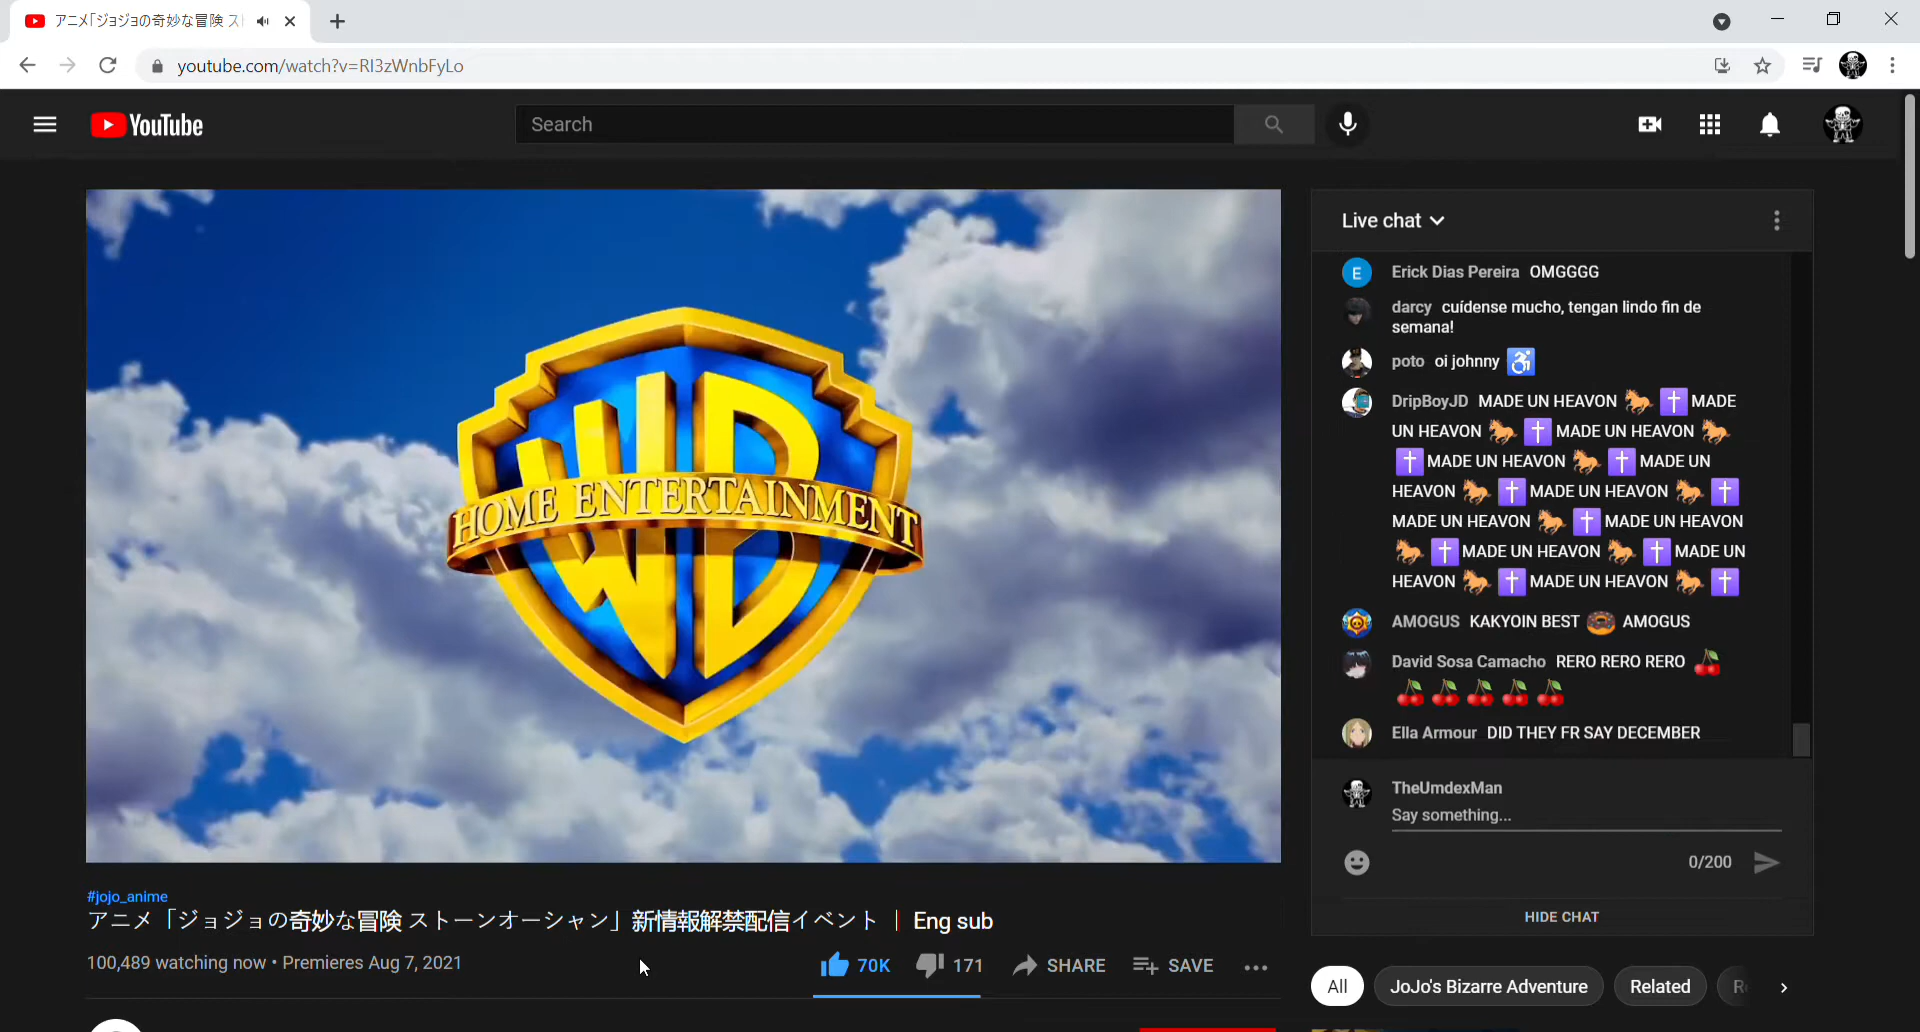 アニメ「ジョジョの奇妙な冒険 ス
youtube.com/watch?v=RI3zWnbFyLo
YouTube
Search
HOME ENTERTAINMENT
#jojo_anime
アニメ「ジョジョの奇妙な冒険 ストーンオーシャン」新情報解禁配信イベント | Eng sub
100,489 watching now • Premieres Aug 7, 2021
70K
171
SHARE
SAVE
Live chat
Erick Dias Pereira OMGGGG
darcy cuídense mucho, tengan lindo fin de
semana!
poto oi johnny ♿
DripBoyJD MADE UN HEAVON 🐎 ✝️ MADE
UN HEAVON 🐎 ✝️ MADE UN HEAVON 🐎
✝️ MADE UN HEAVON 🐎 ✝️ MADE UN
HEAVON 🐎 ✝️ MADE UN HEAVON 🐎 ✝️
MADE UN HEAVON 🐎 ✝️ MADE UN HEAVON
🐎 ✝️ MADE UN HEAVON 🐎 ✝️ MADE UN
HEAVON 🐎 ✝️ MADE UN HEAVON 🐎 ✝️
AMOGUS KAKYOIN BEST 🍩 AMOGUS
David Sosa Camacho RERO RERO RERO 🍒
🍒 🍒 🍒 🍒 🍒
Ella Armour DID THEY FR SAY DECEMBER
TheUmdexMan
Say something...
0/200
HIDE CHAT
All
JoJo's Bizarre Adventure
Related